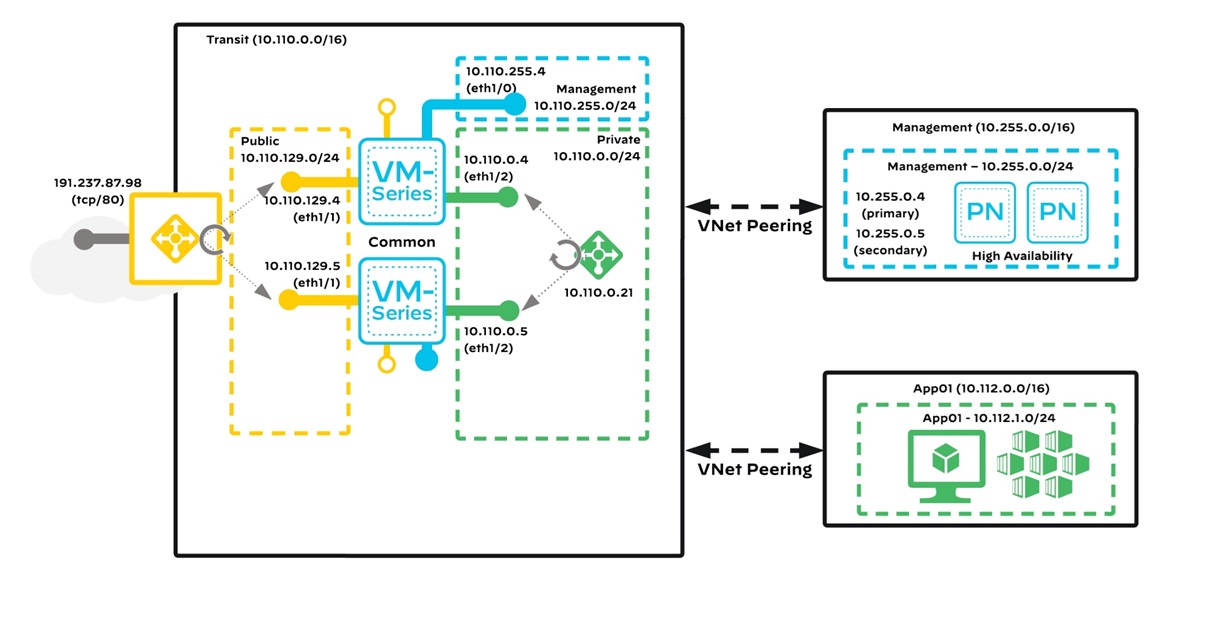 Transit (10.110.0.0/16)
10.110.255.4
(eth1/0)
Management
10.110.255.0/24
Public
10.110.129.0/24
Private
10.110.0.0/24
VM-
Series
10.110.0.4
(eth1/2)
191.237.87.98
(tcp/80)
10.110.129.4
(eth1/1)
Common
10.110.129.5
(eth1/1)
VM-
Series
10.110.0.21
10.110.0.5
(eth1/2)
VNet Peering
Management (10.255.0.0/16)
Management – 10.255.0.0/24
10.255.0.4
(primary)
10.255.0.5
(secondary)
PN
PN
High Availability
VNet Peering
App01 (10.112.0.0/16)
App01 - 10.112.1.0/24